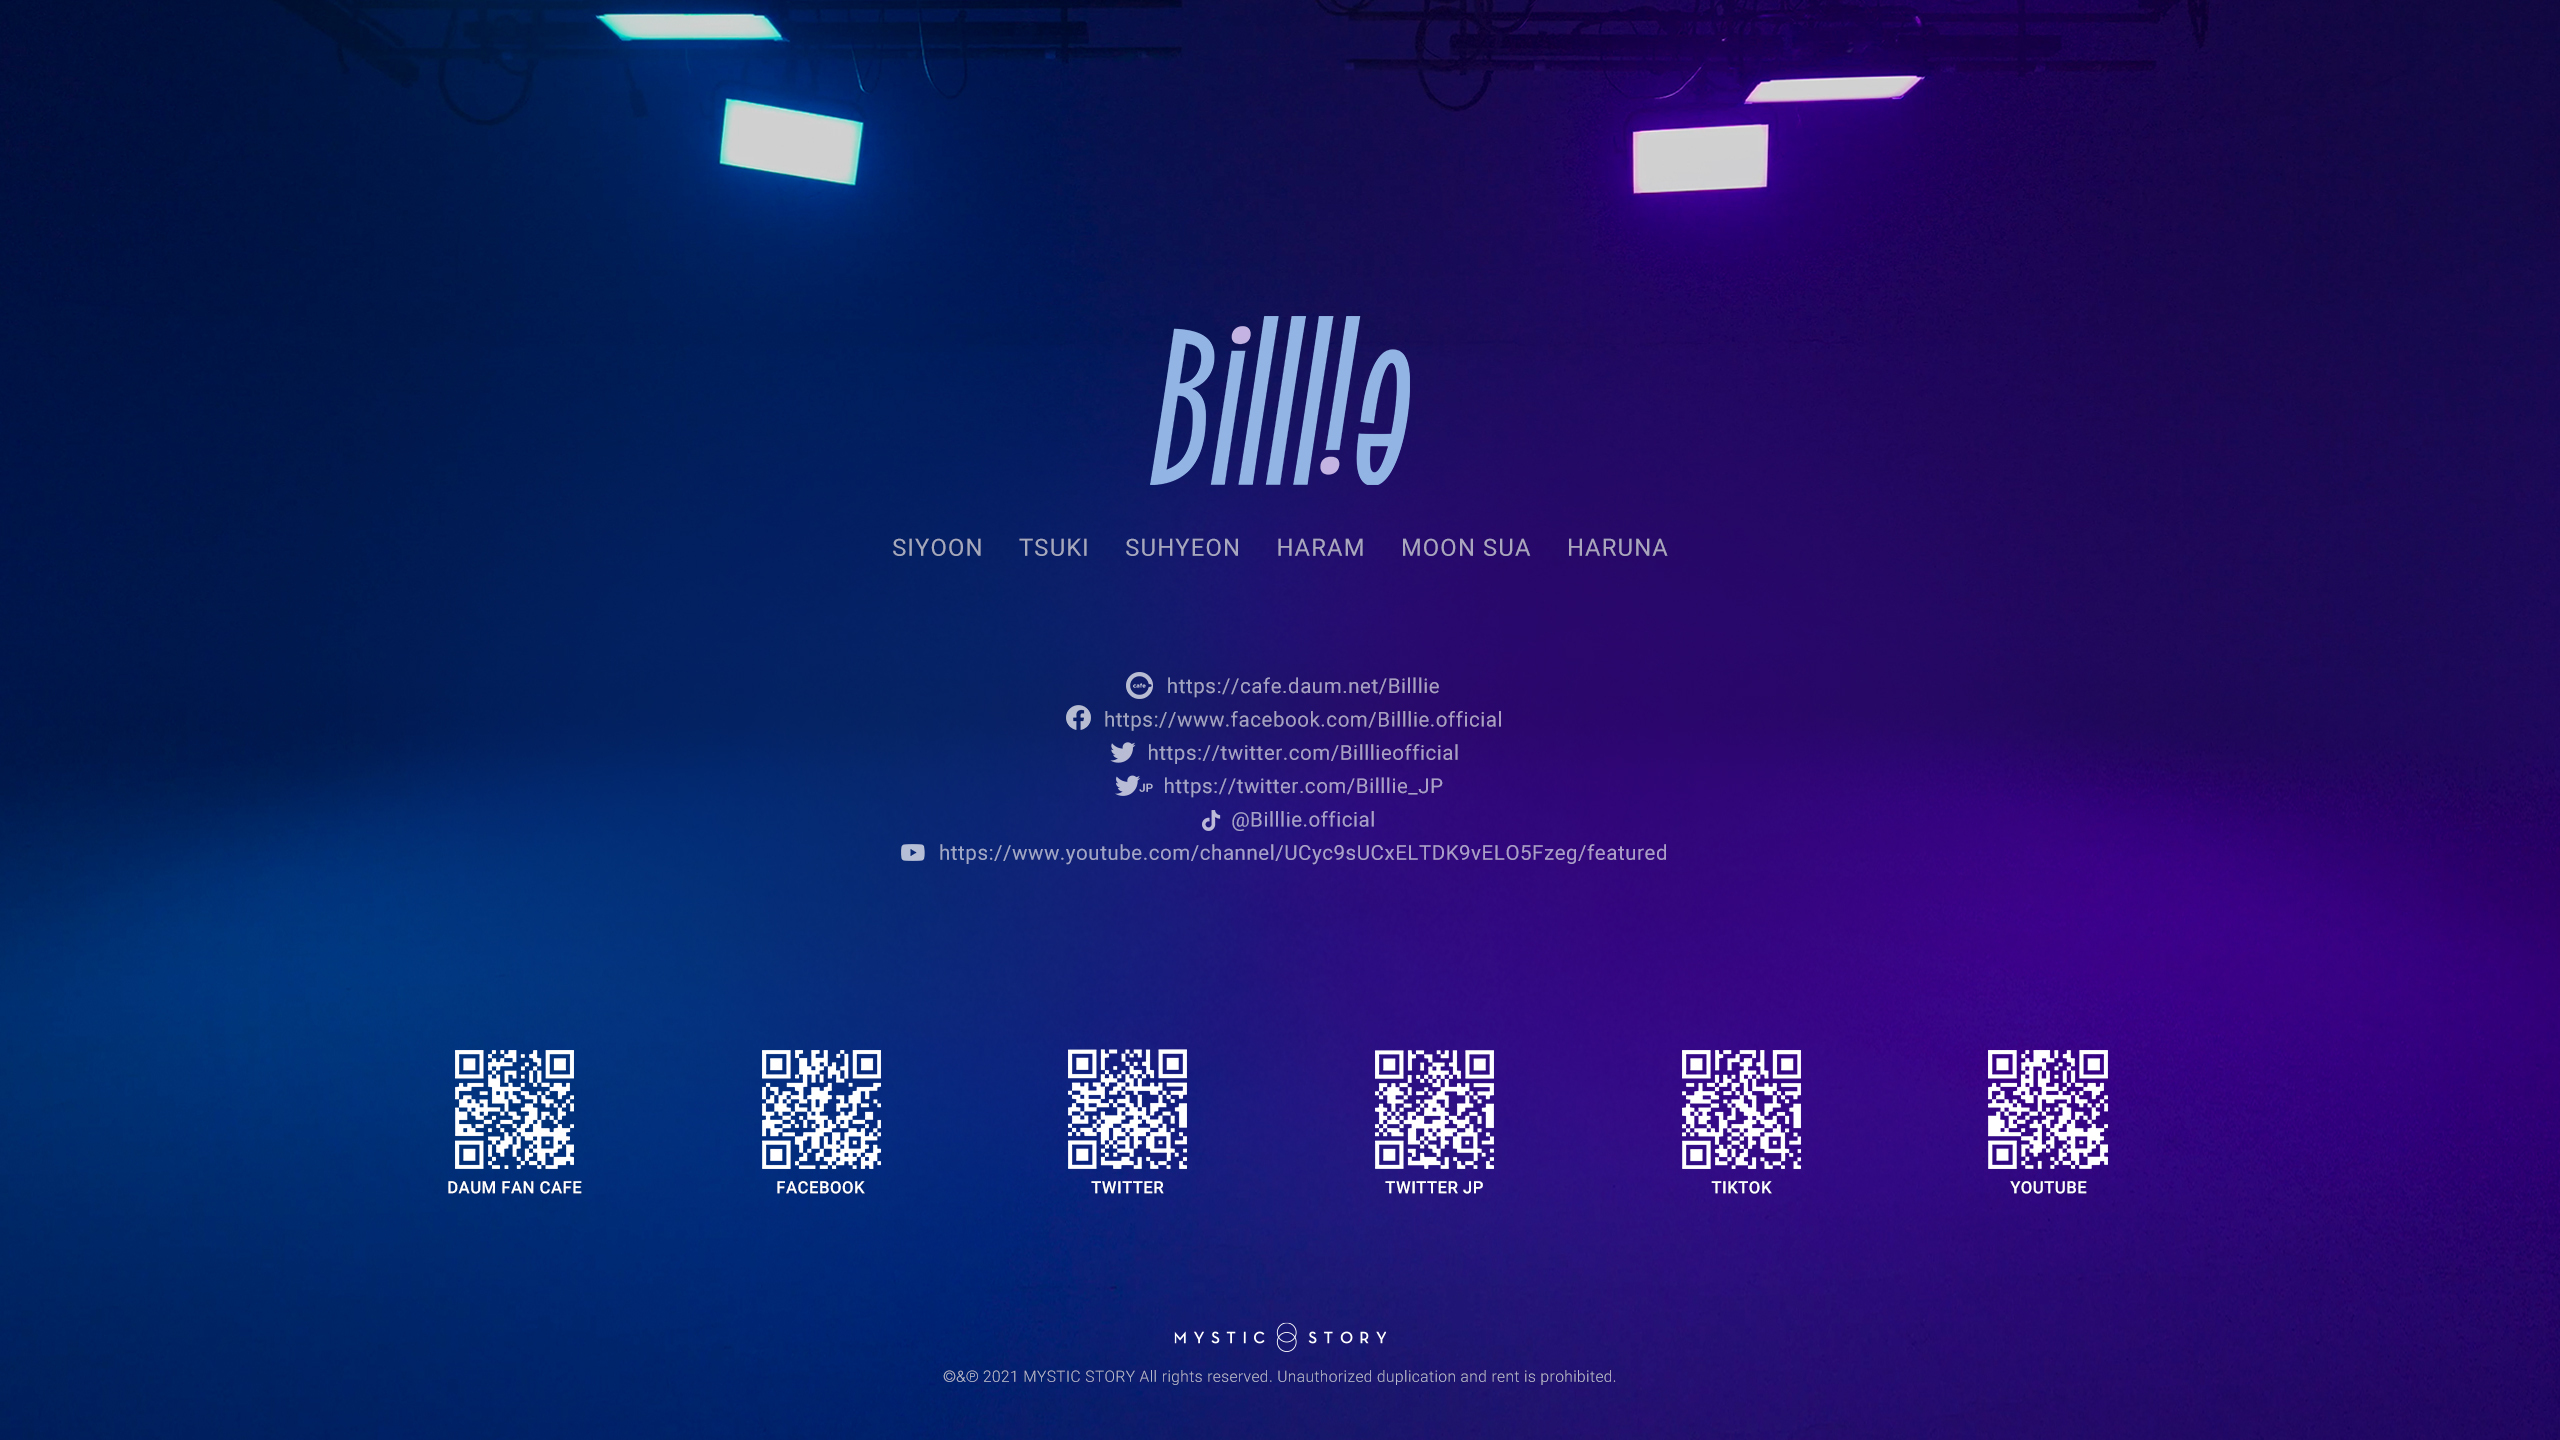 Billlie
SIYOON TSUKI SUHYEON HARAM MOON SUA HARUNA
cafe https://cafe.daum.net/Billlie
https://www.facebook.com/Billlie.official
https://twitter.com/Billlieofficial
JP https://twitter.com/Billlie_JP
@Billlie.official
https://www.youtube.com/channel/UCyc9sUCxELTDK9vELO5Fzeg/featured
DAUM FAN CAFE FACEBOOK TWITTER TWITTER JP TIKTOK YOUTUBE
MYSTIC STORY
©&℗ 2021 MYSTIC STORY All rights reserved. Unauthorized duplication and rent is prohibited.